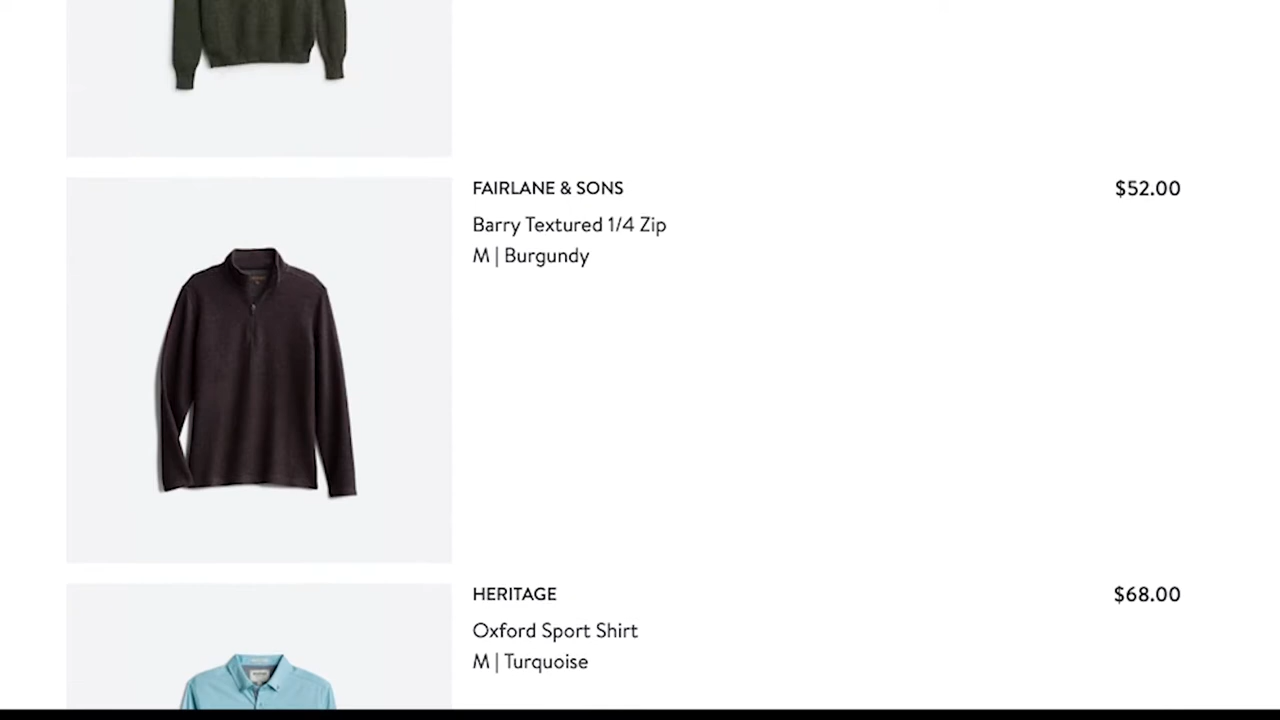 FAIRLANE & SONS
$52.00
Barry Textured 1/4 Zip
M | Burgundy
HERITAGE
$68.00
Oxford Sport Shirt
M | Turquoise